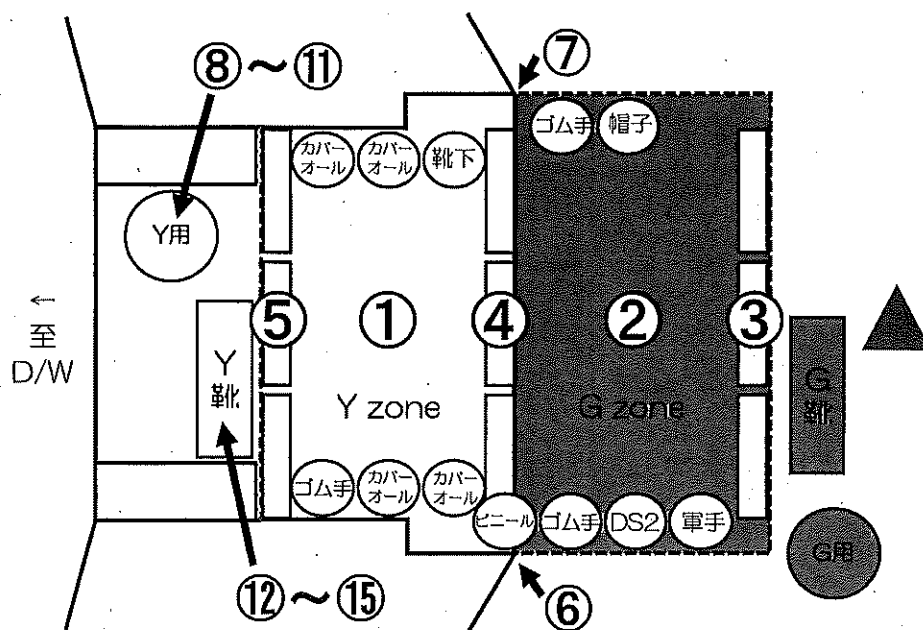 ⑧～⑪
⑦
ゴム手
帽子
カバー
オール
カバー
オール
靴下
Y用
←
至
D/W
⑤
①
④
②
③
Y
靴
G
靴
Y zone
G zone
ゴム手
カバー
オール
カバー
オール
ビニール
ゴム手
DS2
軍手
G用
⑫～⑮
⑥